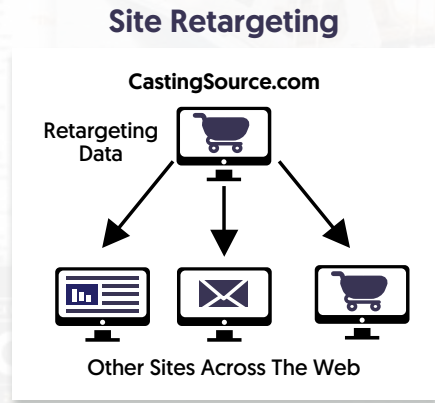 Site Retargeting
CastingSource.com
Retargeting
Data
Other Sites Across The Web